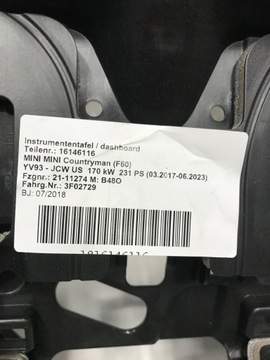 Instrumententafel / dashboard
Teilenr.: 16146116
MINI MINI Countryman (F60)
YV93 - JCW US 170 kW 231 PS (03.2017-06.2023)
Fzgnr.: 21-11274 M: B48O
Fahrg.Nr.: 3F02729
BJ: 07/2018
1916146116